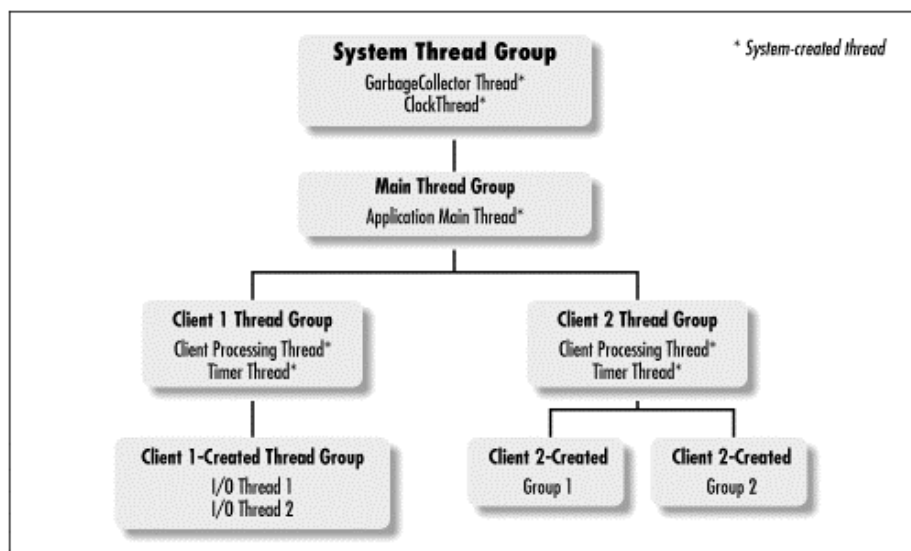 System Thread Group
GarbageCollector Thread*
ClockThread*
* System-created thread
Main Thread Group
Application Main Thread*
Client 1 Thread Group
Client Processing Thread*
Timer Thread*
Client 2 Thread Group
Client Processing Thread*
Timer Thread*
Client 1-Created Thread Group
I/O Thread 1
I/O Thread 2
Client 2-Created
Group 1
Client 2-Created
Group 2